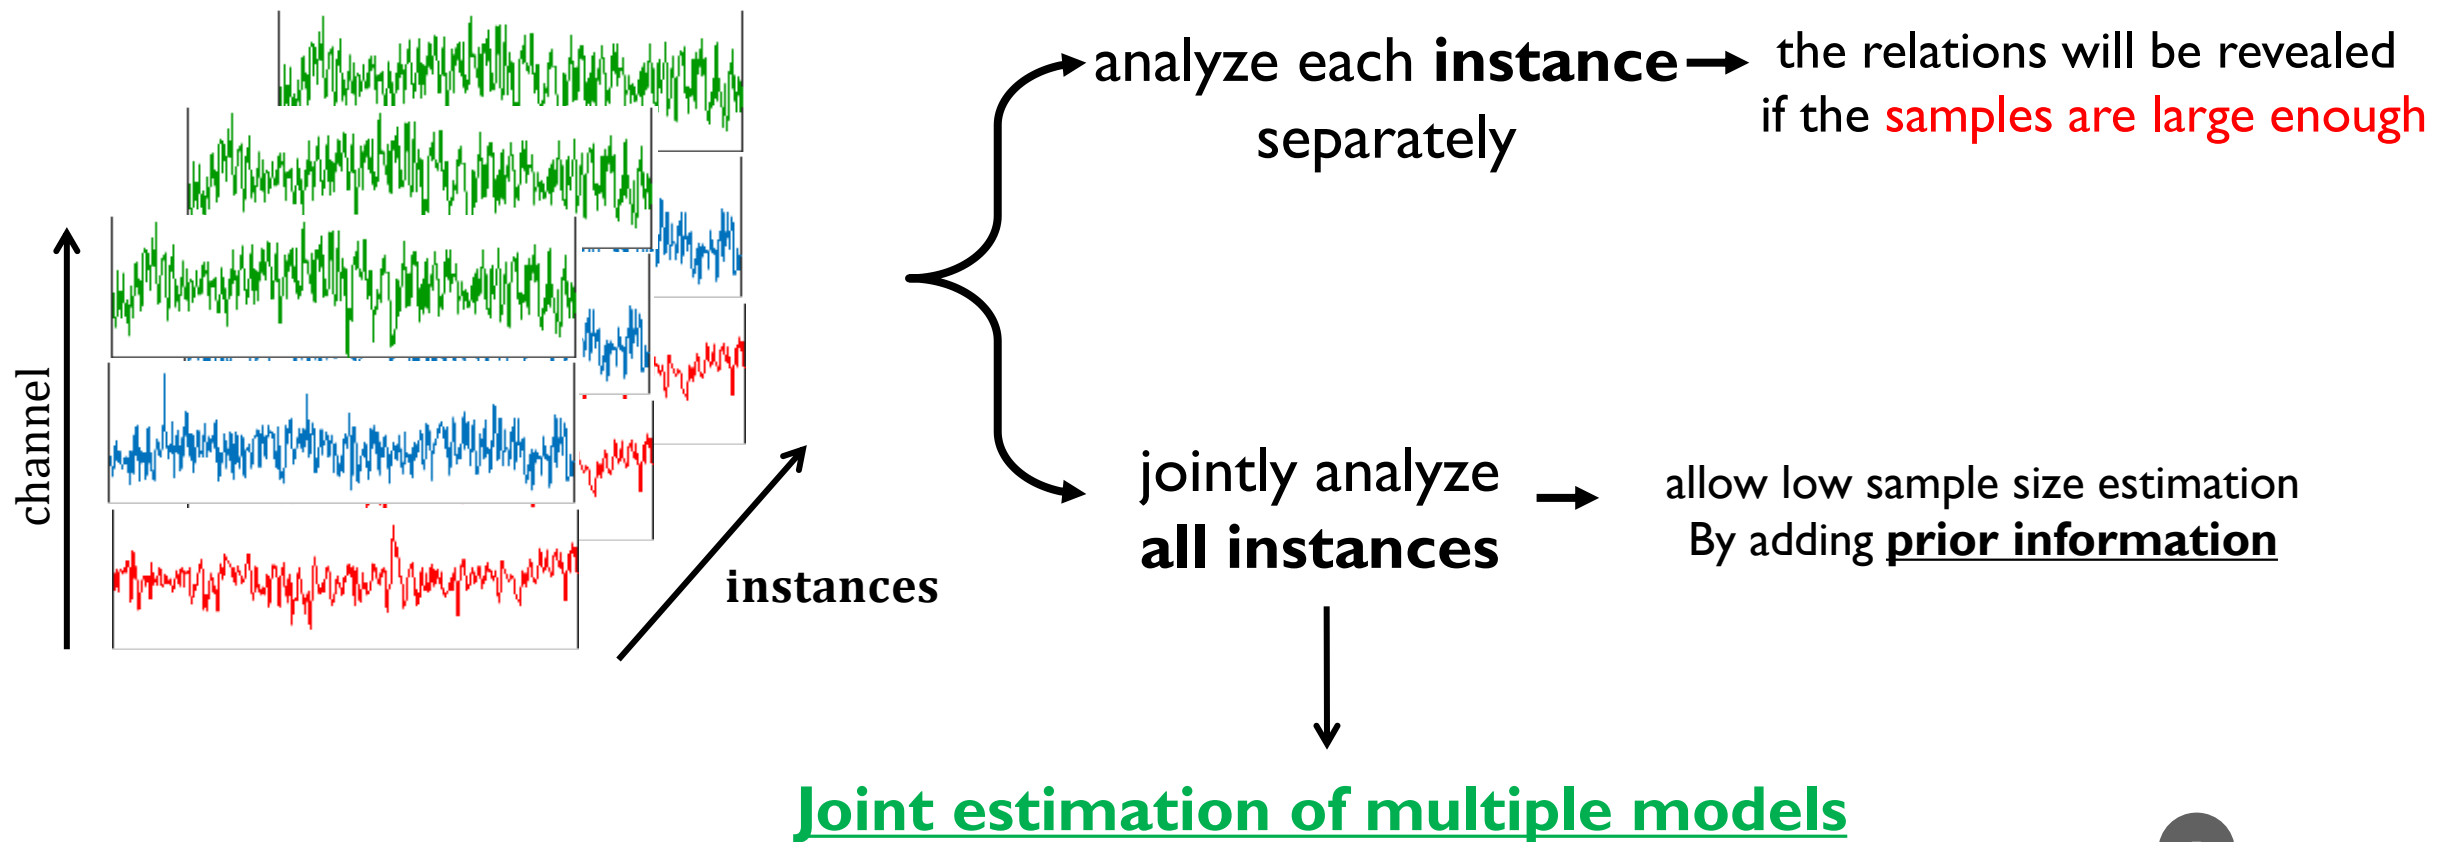 channel
instances
analyze each instance
separately
the relations will be revealed
if the samples are large enough
jointly analyze
all instances
allow low sample size estimation
By adding prior information
Joint estimation of multiple models